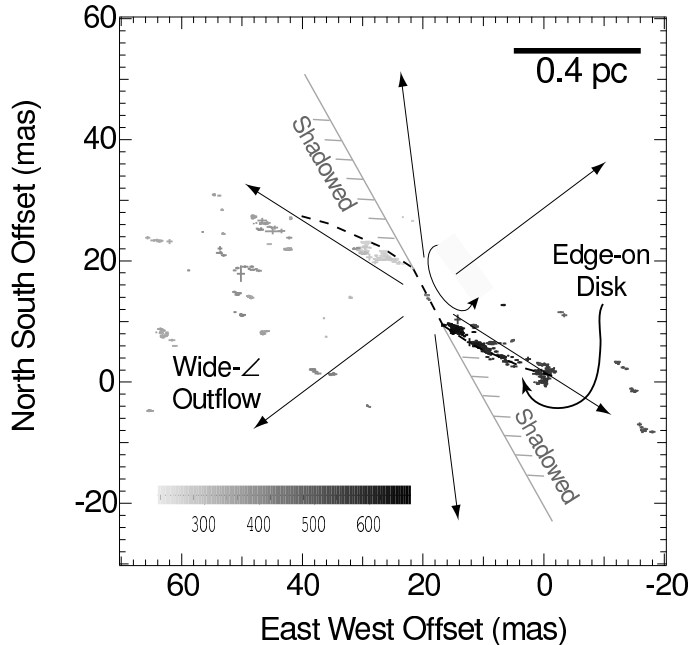 60
40
20
0
-20
North South Offset (mas)
0.4 pc
Shadowed
Edge-on
Disk
Wide-∠
Outflow
Shadowed
300 400 500 600
60 40 20 0 -20
East West Offset (mas)